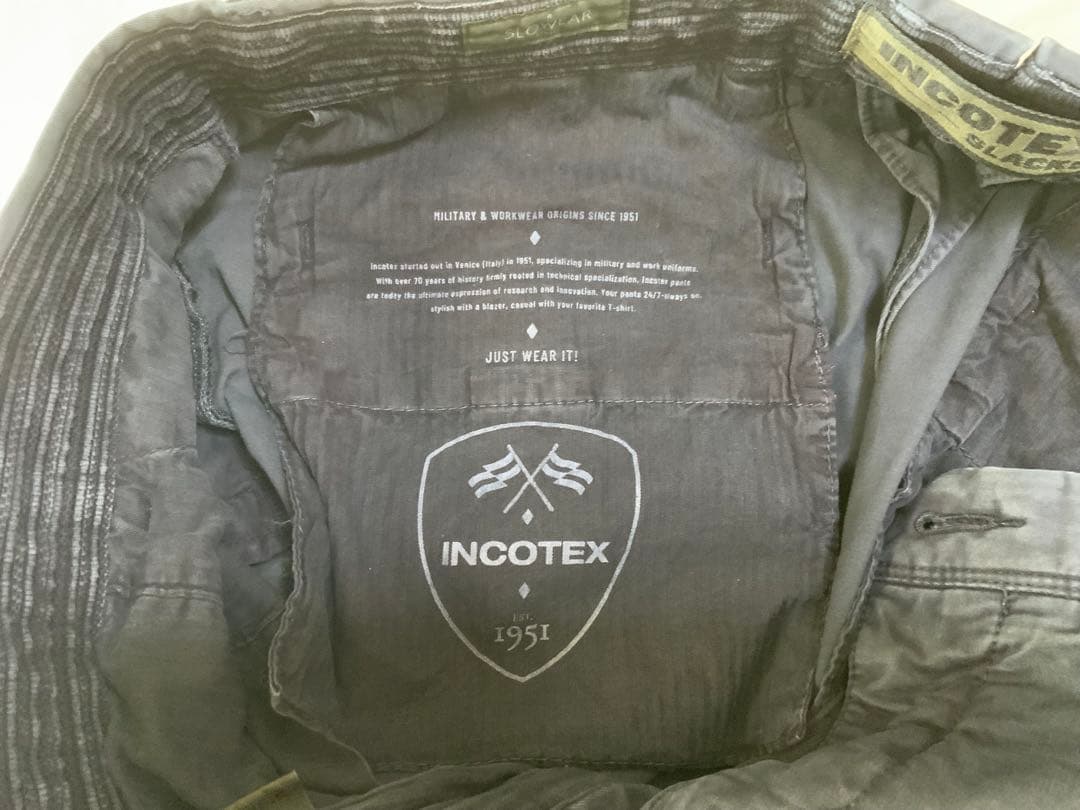 SLOWEAR
INCOTEX
SLACKS
MILITARY & WORKWEAR ORIGINS SINCE 1951
Incotex started out in Venice (Italy) in 1951, specializing in military and work uniforms.
With over 70 years of history firmly rooted in technical specialization, Incotex pants
are today the ultimate expression of research and innovation. Your pants 24/7-always on,
stylish with a blazer, casual with your favorite T-shirt.
JUST WEAR IT!
INCOTEX
EST.
1951